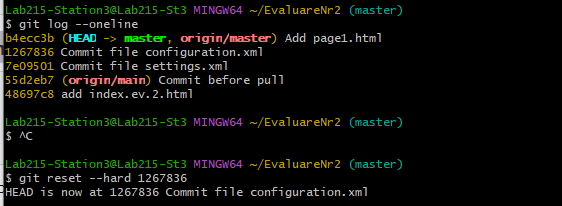 Lab215-Station3@Lab215-St3 MINGW64 ~/EvaluareNr2 (master)
$ git log --oneline
b4ecc3b (HEAD -> master, origin/master) Add page1.html
1267836 Commit file configuration.xml
7e09501 Commit file settings.xml
55d2eb7 (origin/main) Commit before pull
48697c8 add index.ev.2.html
Lab215-Station3@Lab215-St3 MINGW64 ~/EvaluareNr2 (master)
$ ^C
Lab215-Station3@Lab215-St3 MINGW64 ~/EvaluareNr2 (master)
$ git reset --hard 1267836
HEAD is now at 1267836 Commit file configuration.xml